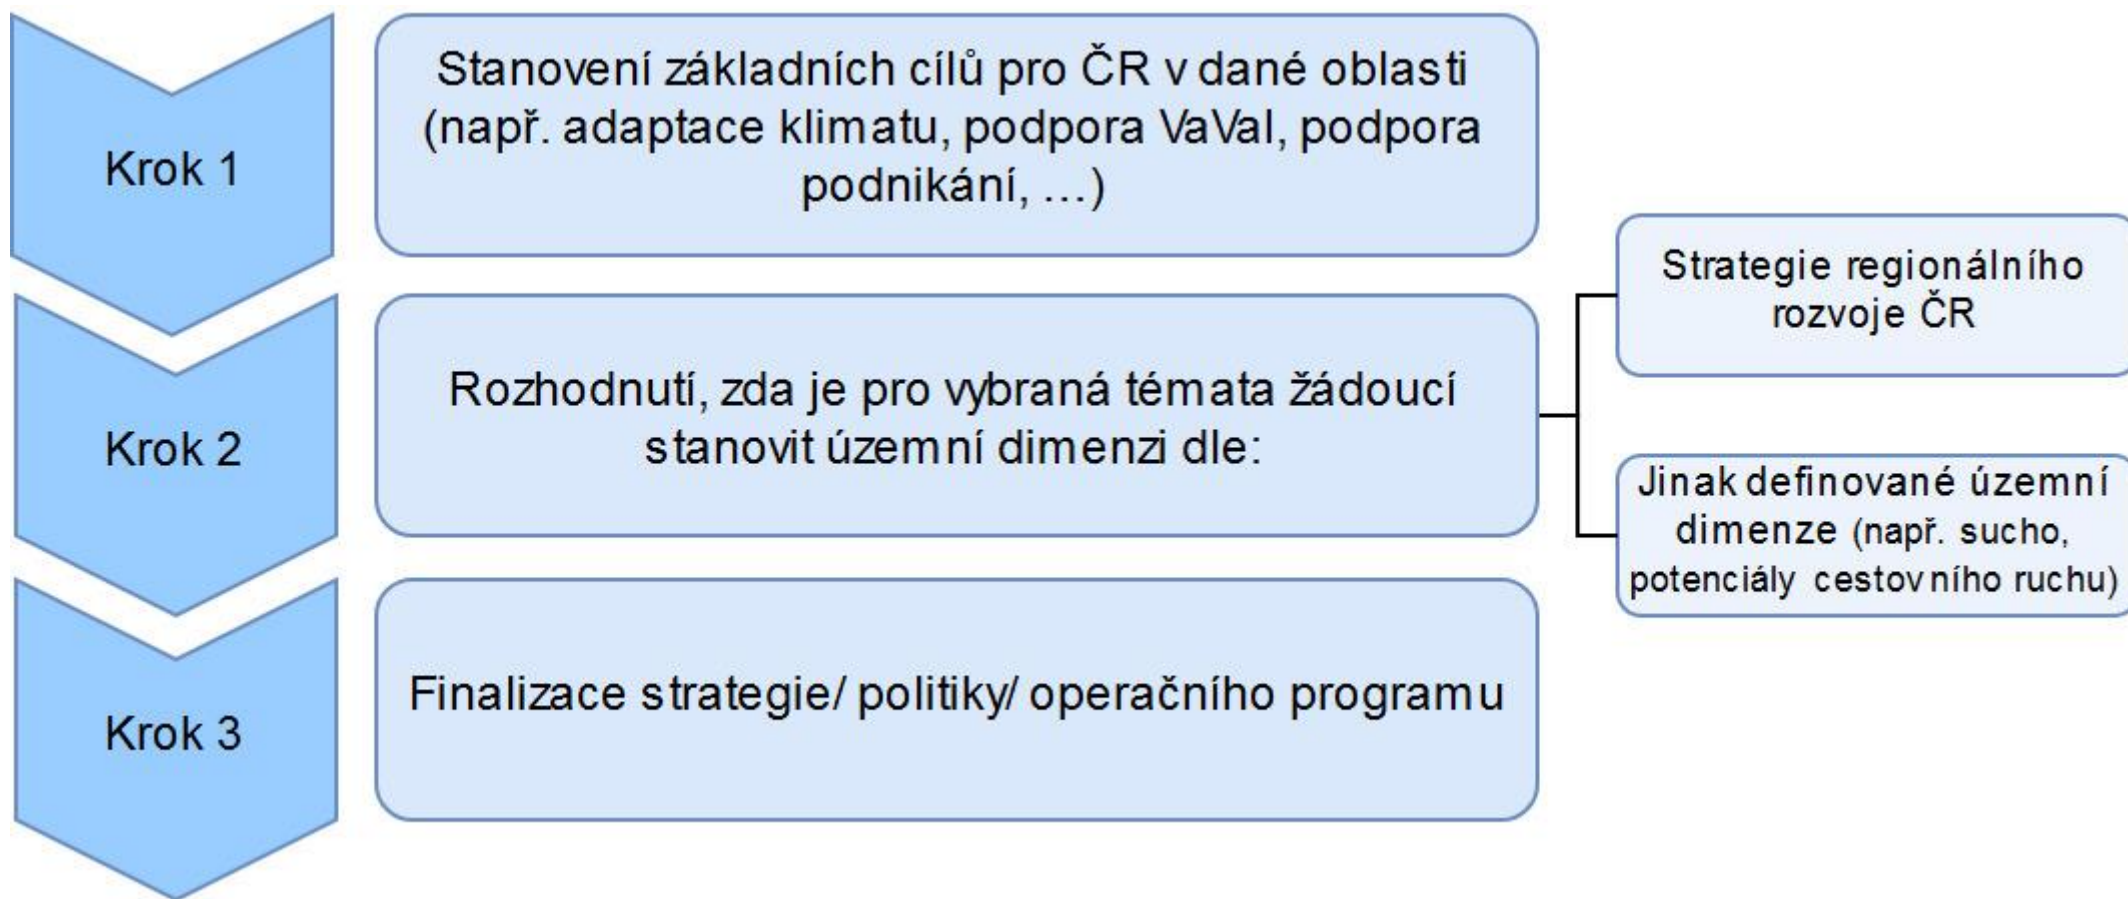 Krok 1
Stanovení základních cílů pro ČR v dané oblasti
(např. adaptace klimatu, podpora VaVaI, podpora
podnikání, …)
Krok 2
Rozhodnutí, zda je pro vybraná témata žádoucí
stanovit územní dimenzi dle:
Strategie regionálního
rozvoje ČR
Jinak definované územní
dimenze (např. sucho,
potenciály cestovního ruchu)
Krok 3
Finalizace strategie/ politiky/ operačního programu